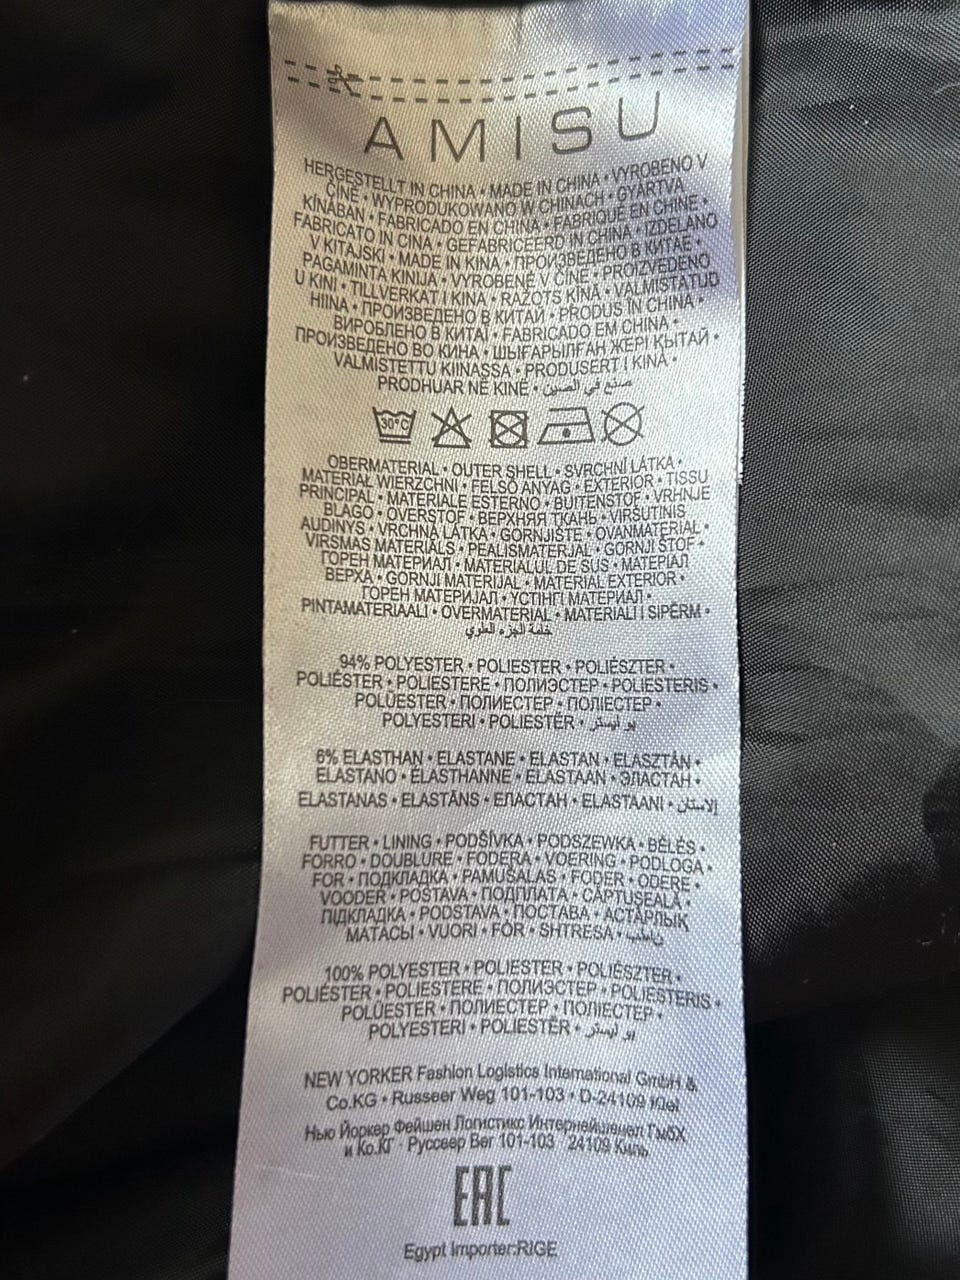 AMISU
HERGESTELLT IN CHINA • MADE IN CHINA • VYROBENO V
ČÍNĚ • WYPRODUKOWANO W CHINACH • GYÁRTVA
KÍNÁBAN • FABRICADO EN CHINA • FABRIQUÉ EN CHINE •
FABRICATO IN CINA • GEFABRICEERD IN CHINA • IZDELANO
V KITAJSKI • MADE IN KINA • ПРОИЗВЕДЕНО В КИТАЕ •
PAGAMINTA KINIJA • VYROBENÉ V ČÍNE • PROIZVEDENO
U KINI • TILLVERKAT I KINA • RAŽOTS ĶĪNĀ • VALMISTATUD
HIINA • ПРОИЗВЕДЕНО В КИТАЙ • PRODUS ÎN CHINA •
ВИРОБЛЕНО В КИТАЇ • FABRICADO EM CHINA •
ПРОИЗВЕДЕНО ВО КИНА • ШЫҒАРЫЛҒАН ЖЕРІ ҚЫТАЙ •
VALMISTETTU KIINASSA • PRODUSERT I KINA •
PRODHUAR NË KINË • صنع في الصين
30°C
OBERMATERIAL • OUTER SHELL • SVRCHNÍ LÁTKA •
MATERIAŁ WIERZCHNI • FELSŐ ANYAG • EXTERIOR • TISSU
PRINCIPAL • MATERIALE ESTERNO • BUITENSTOF • VRHNJE
BLAGO • OVERSTOF • ВЕРХНЯЯ ТКАНЬ • VIRŠUTINIS
AUDINYS • VRCHNÁ LÁTKA • GORNJIŠTE • OVANMATERIAL •
VIRSMAS MATERIĀLS • PEALISMATERJAL • GORNJI ŠTOF •
ГОРЕН МАТЕРИАЛ • MATERIALUL DE SUS • МАТЕРІАЛ
ВЕРХА • GORNJI MATERIJAL • MATERIAL EXTERIOR •
ГОРЕН МАТЕРИЈАЛ • ҮСТІҢГІ МАТЕРИАЛ •
PINTAMATERIAALI • OVERMATERIAL • MATERIALI I SIPËRM •
خامة الجزء العلوي
94% POLYESTER • POLIESTER • POLIÉSZTER •
POLIÉSTER • POLIESTERE • ПОЛИЭСТЕР • POLIESTERIS •
POLÜESTER • ПОЛИЕСТЕР • ПОЛІЕСТЕР •
POLYESTERI • POLIESTËR • بو ليستر
6% ELASTHAN • ELASTANE • ELASTAN • ELASZTÁN •
ELASTANO • ÉLASTHANNE • ELASTAAN • ЭЛАСТАН •
ELASTANAS • ELASTĀNS • ЕЛАСТАН • ELASTAANI • الاستان
FUTTER • LINING • PODŠÍVKA • PODSZEWKA • BÉLÉS •
FORRO • DOUBLURE • FODERA • VOERING • PODLOGA •
FOR • ПОДКЛАДКА • PAMUŠALAS • FODER • ODERE •
VOODER • POSTAVA • ПОДПЛАТА • CĂPTUȘEALĂ •
ПІДКЛАДКА • PODSTAVA • ПОСТАВА • АСТАРЛЫҚ
МАТАСЫ • VUORI • FÔR • SHTRESA •
100% POLYESTER • POLIESTER • POLIÉSZTER •
POLIÉSTER • POLIESTERE • ПОЛИЭСТЕР • POLIESTERIS •
POLÜESTER • ПОЛИЕСТЕР • ПОЛІЕСТЕР •
POLYESTERI • POLIESTËR • بو ليستر
NEW YORKER Fashion Logistics International GmbH &
Co.KG • Russeer Weg 101-103 • D-24109 Kiel
Нью Йоркер Фейшен Логистикс Интернейшенел ГмбХ
и Ко.КГ · Руссеер Вег 101-103 · 24109 Киль
EAC
Egypt Importer:RIGE